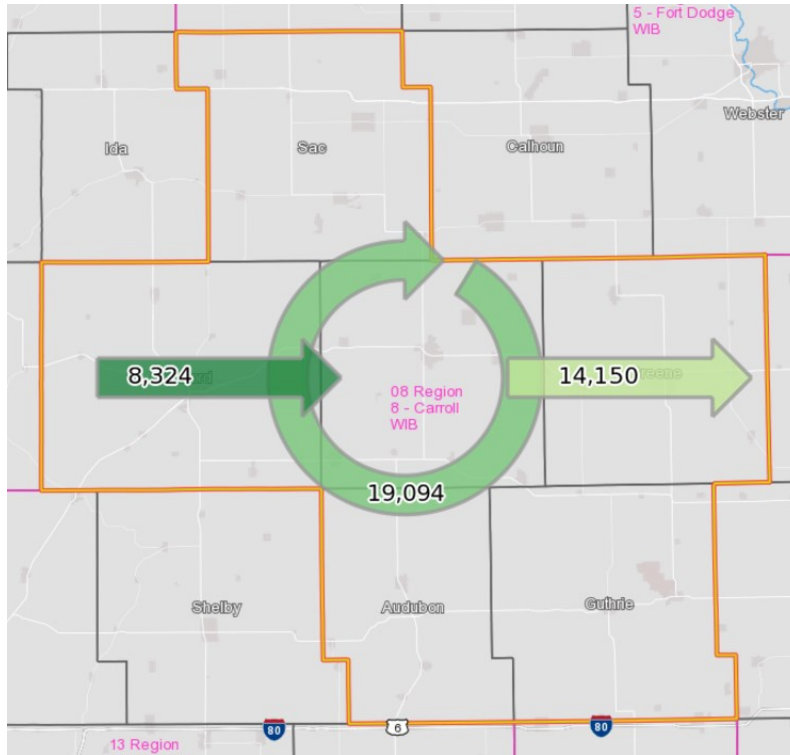 5 - Fort Dodge
WIB
Webster
Ida
Sac
Calhoun
8,324
14,150
08 Region
8 - Carroll
WIB
19,094
Shelby
Audubon
Guthrie
80
6
80
13 Region